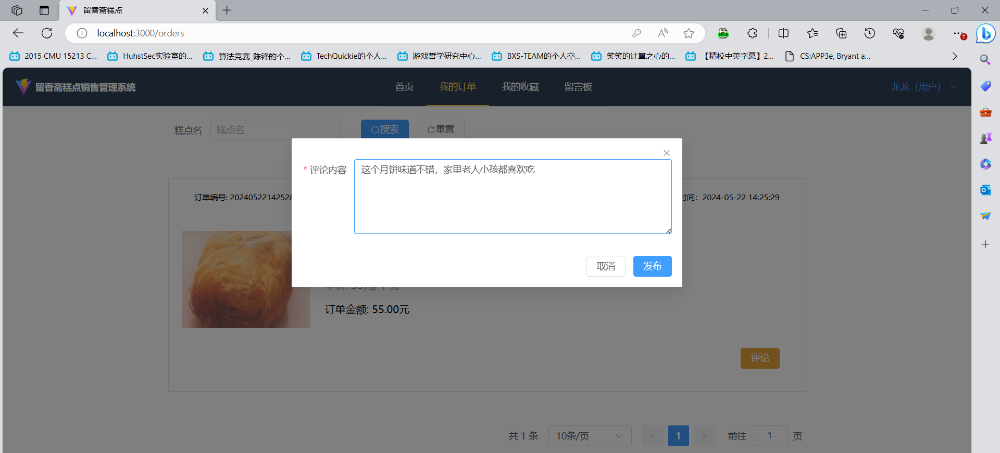 留香斋糕点
localhost:3000/orders
2015 CMU 15213 C... HuhstSec实验室的... 算法竞赛_陈锋的个... TechQuickie的个人... 游戏哲学研究中心... BXS-TEAM的个人空... 笑笑的计算之心的... 【精校中英字幕】2... CS:APP3e, Bryant a...
留香斋糕点销售管理系统 首页 我的订单 我的收藏 留言板 龙龙（用户）
糕点名 糕点名 搜索 重置
* 评论内容 这个月饼味道不错，家里老人小孩都喜欢吃
订单编号: 20240522142528 时间：2024-05-22 14:25:29
取消 发布
订单金额: 55.00元
评论
共 1 条 10条/页 1 前往 1 页